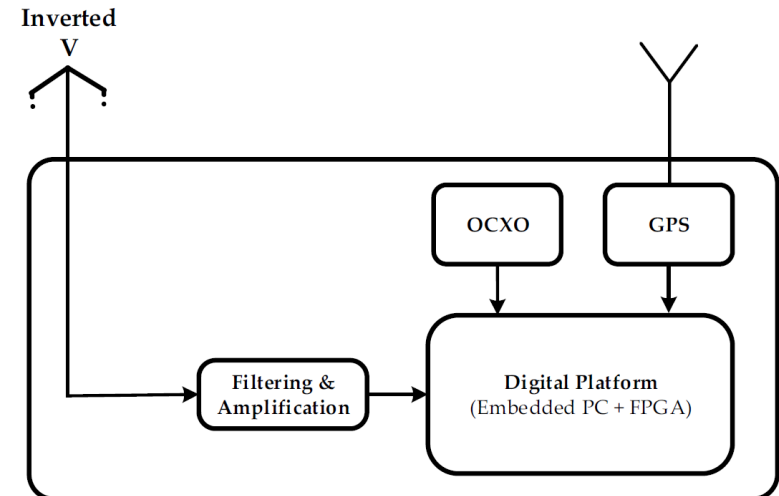 Inverted
V
OCXO
GPS
Filtering &
Amplification
Digital Platform
(Embedded PC + FPGA)